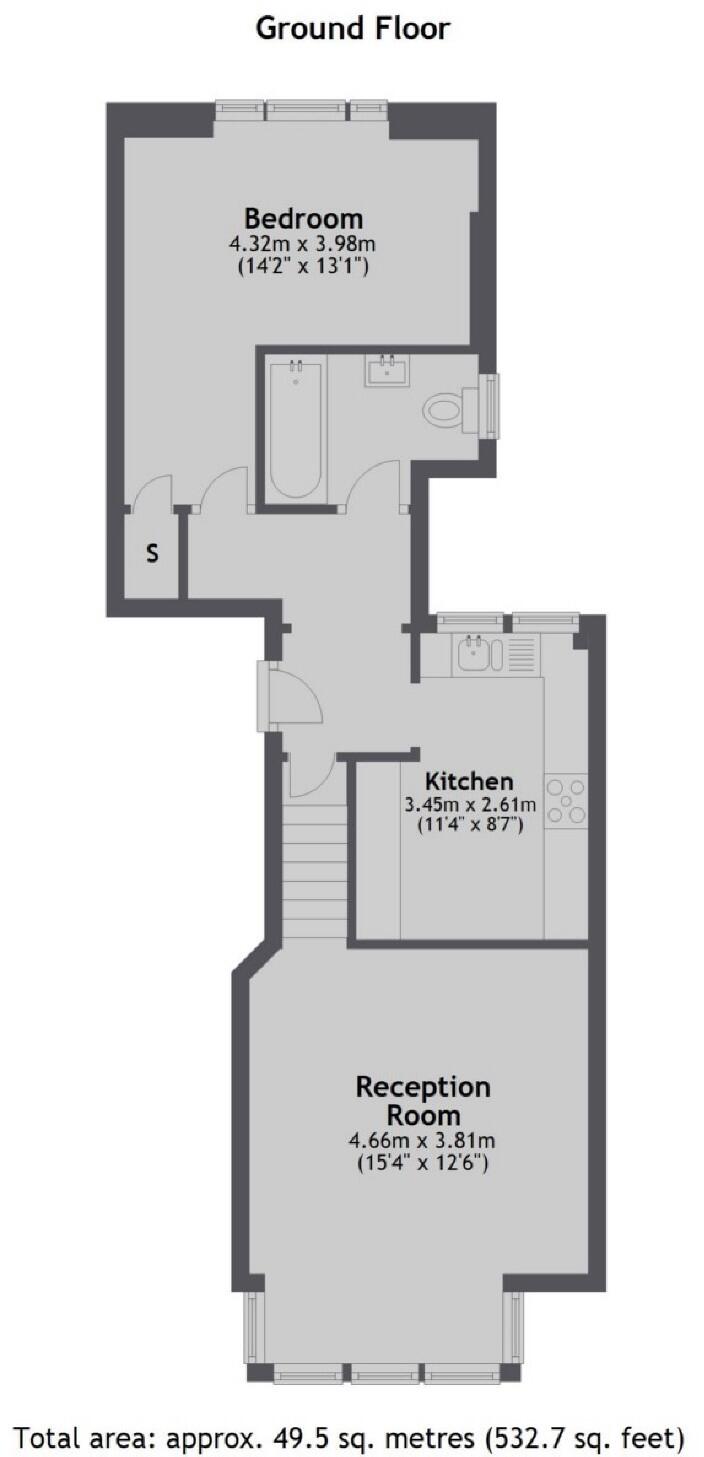 Ground Floor
Bedroom
4.32m x 3.98m
(14'2" x 13'1")
S
Kitchen
3.45m x 2.61m
(11'4" x 8'7")
Reception
Room
4.66m x 3.81m
(15'4" x 12'6")
Total area: approx. 49.5 sq. metres (532.7 sq. feet)